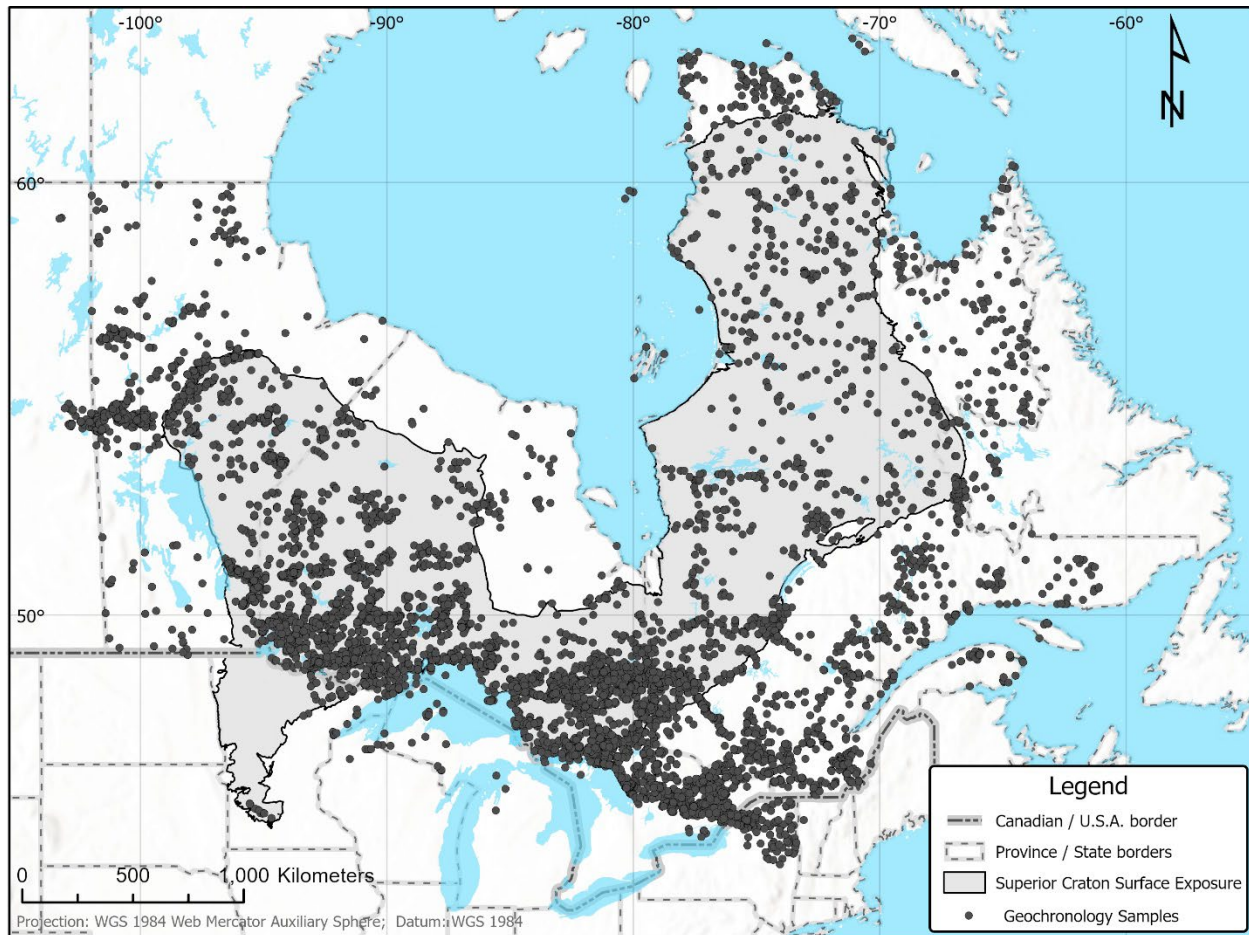 -100° -90° -80° -70° -60°
N
60°
50°
Legend
Canadian / U.S.A. border
Province / State borders
Superior Craton Surface Exposure
Geochronology Samples
0 500 1,000 Kilometers
Projection: WGS 1984 Web Mercator Auxiliary Sphere; Datum: WGS 1984